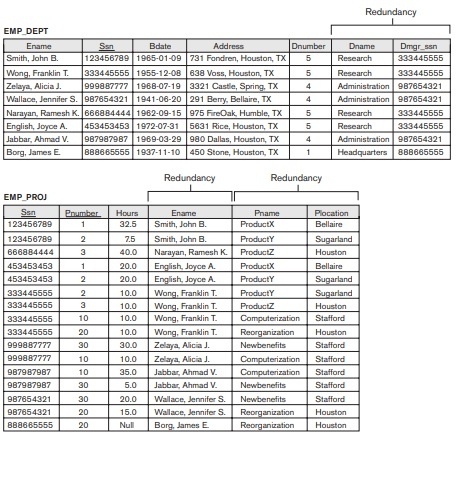 Redundancy
EMP_DEPT
Ename Ssn Bdate Address Dnumber Dname Dmgr_ssn
Smith, John B. 123456789 1965-01-09 731 Fondren, Houston, TX 5 Research 333445555
Wong, Franklin T. 333445555 1955-12-08 638 Voss, Houston, TX 5 Research 333445555
Zelaya, Alicia J. 999887777 1968-07-19 3321 Castle, Spring, TX 4 Administration 987654321
Wallace, Jennifer S. 987654321 1941-06-20 291 Berry, Bellaire, TX 4 Administration 987654321
Narayan, Ramesh K. 666884444 1962-09-15 975 FireOak, Humble, TX 5 Research 333445555
English, Joyce A. 453453453 1972-07-31 5631 Rice, Houston, TX 5 Research 333445555
Jabbar, Ahmad V. 987987987 1969-03-29 980 Dallas, Houston, TX 4 Administration 987654321
Borg, James E. 888665555 1937-11-10 450 Stone, Houston, TX 1 Headquarters 888665555
Redundancy Redundancy
EMP_PROJ
Ssn Pnumber Hours Ename Pname Plocation
123456789 1 32.5 Smith, John B. ProductX Bellaire
123456789 2 7.5 Smith, John B. ProductY Sugarland
666884444 3 40.0 Narayan, Ramesh K. ProductZ Houston
453453453 1 20.0 English, Joyce A. ProductX Bellaire
453453453 2 20.0 English, Joyce A. ProductY Sugarland
333445555 2 10.0 Wong, Franklin T. ProductY Sugarland
333445555 3 10.0 Wong, Franklin T. ProductZ Houston
333445555 10 10.0 Wong, Franklin T. Computerization Stafford
333445555 20 10.0 Wong, Franklin T. Reorganization Houston
999887777 30 30.0 Zelaya, Alicia J. Newbenefits Stafford
999887777 10 10.0 Zelaya, Alicia J. Computerization Stafford
987987987 10 35.0 Jabbar, Ahmad V. Computerization Stafford
987987987 30 5.0 Jabbar, Ahmad V. Newbenefits Stafford
987654321 30 20.0 Wallace, Jennifer S. Newbenefits Stafford
987654321 20 15.0 Wallace, Jennifer S. Reorganization Houston
888665555 20 Null Borg, James E. Reorganization Houston